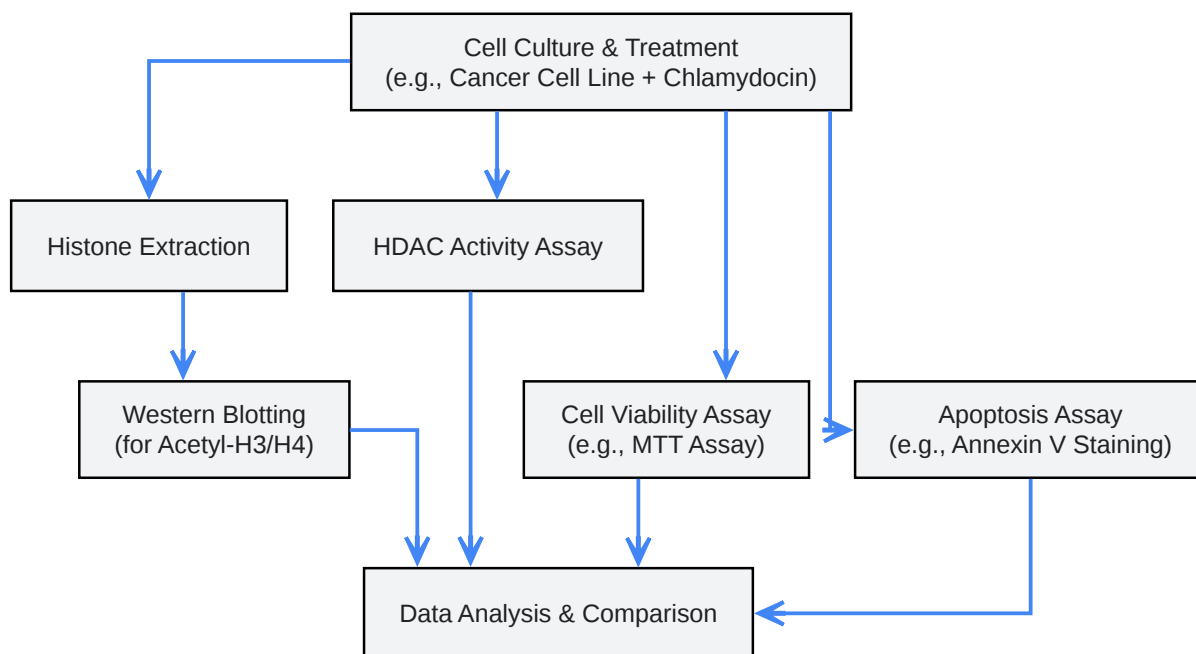 Cell Culture & Treatment
(e.g., Cancer Cell Line + Chlamydocin)
Histone Extraction
HDAC Activity Assay
Western Blotting
(for Acetyl-H3/H4)
Cell Viability Assay
(e.g., MTT Assay)
Apoptosis Assay
(e.g., Annexin V Staining)
Data Analysis & Comparison